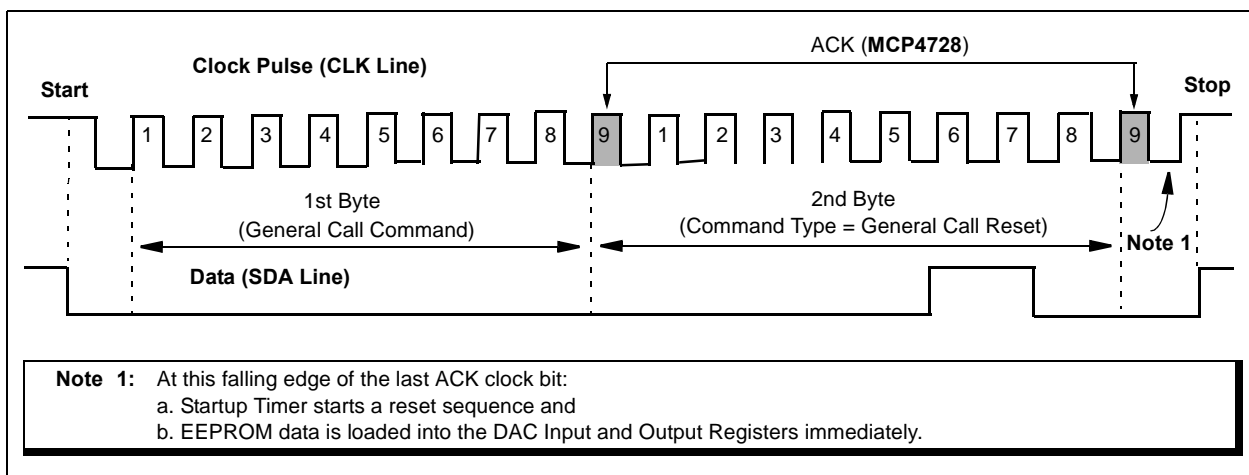 ACK (MCP4728)
Clock Pulse (CLK Line)
Start
Stop
1 2 3 4 5 6 7 8 9 1 2 3 4 5 6 7 8 9
1st Byte
(General Call Command)
2nd Byte
(Command Type = General Call Reset)
Note 1
Data (SDA Line)
Note 1: At this falling edge of the last ACK clock bit:
a. Startup Timer starts a reset sequence and
b. EEPROM data is loaded into the DAC Input and Output Registers immediately.